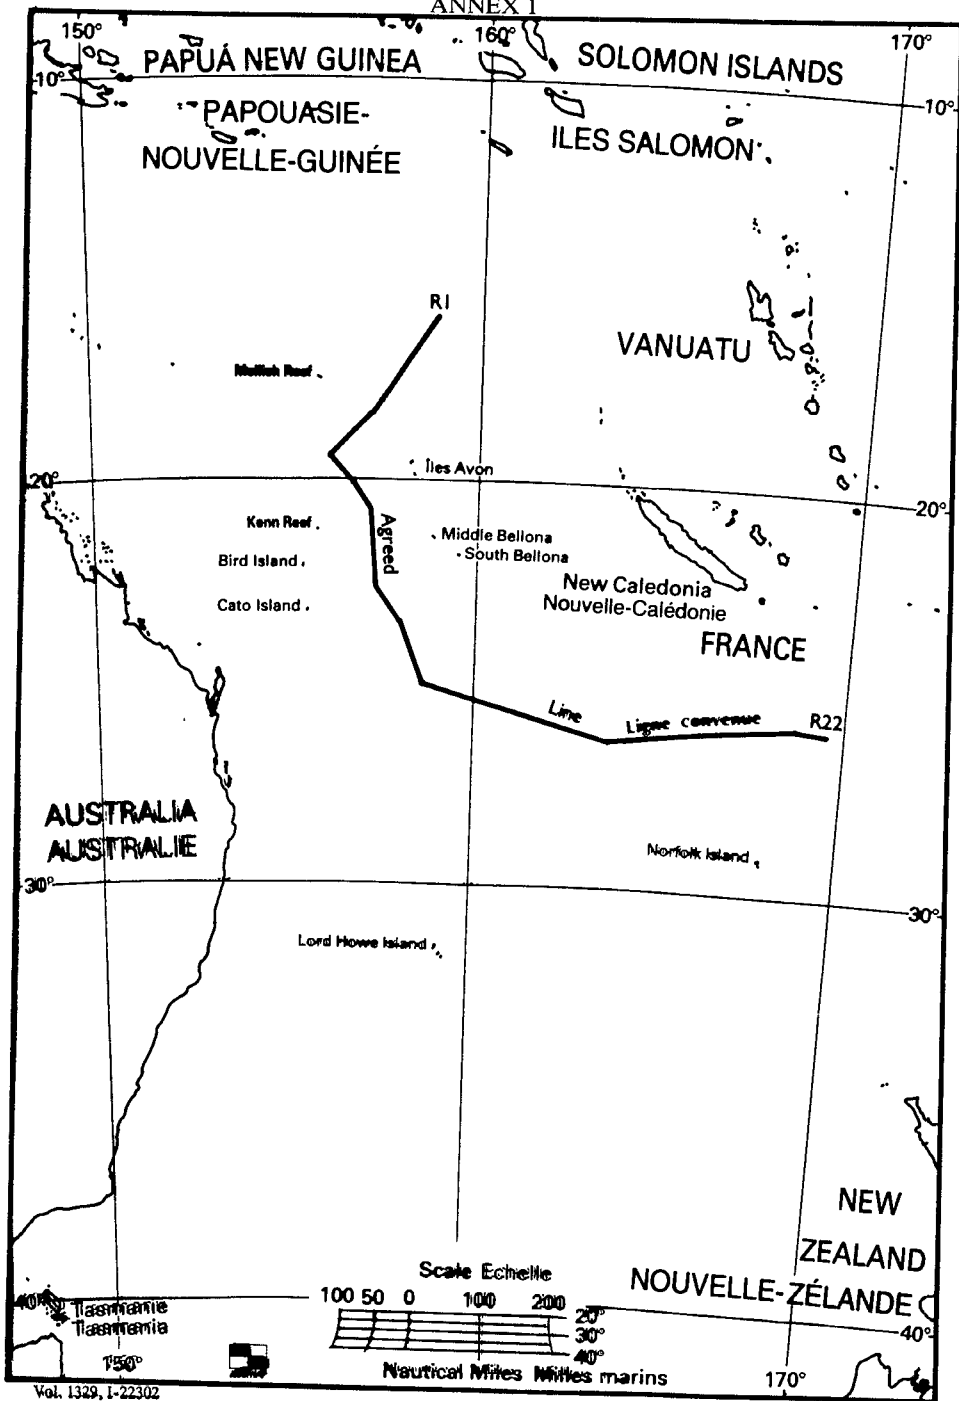 ANNEX 1
150°
160°
170°
PAPUA NEW GUINEA
SOLOMON ISLANDS
10°
10°
PAPOUASIE-
NOUVELLE-GUINÉE
ILES SALOMON
R1
VANUATU
Mellish Reef
Îles Avon
20°
20°
Kenn Reef
Agreed
Middle Bellona
South Bellona
Bird Island
New Caledonia
Nouvelle-Calédonie
Cato Island
FRANCE
Line
Ligne convenue
R22
AUSTRALIA
AUSTRALIE
Norfolk Island
30°
30°
Lord Howe Island
NEW
ZEALAND
NOUVELLE-ZÉLANDE
Scale Echelle
100 50 0 100 200
20°
30°
40°
Nautical Miles Milles marins
40°
Tasmanie
Tasmania
40°
150°
170°
Vol. 1329, I-22302